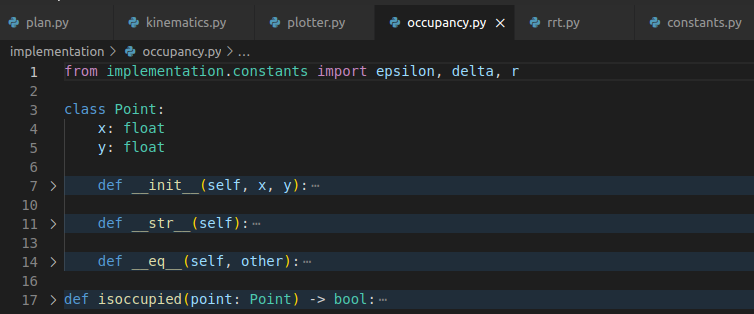 plan.py kinematics.py plotter.py occupancy.py × rrt.py constants.py
implementation > occupancy.py > ...
1 from implementation.constants import epsilon, delta, r
2
3 class Point:
4     x: float
5     y: float
6
7 >     def __init__(self, x, y):⋯
10
11 >     def __str__(self):⋯
13
14 >     def __eq__(self, other):⋯
16
17 > def isoccupied(point: Point) -> bool:⋯